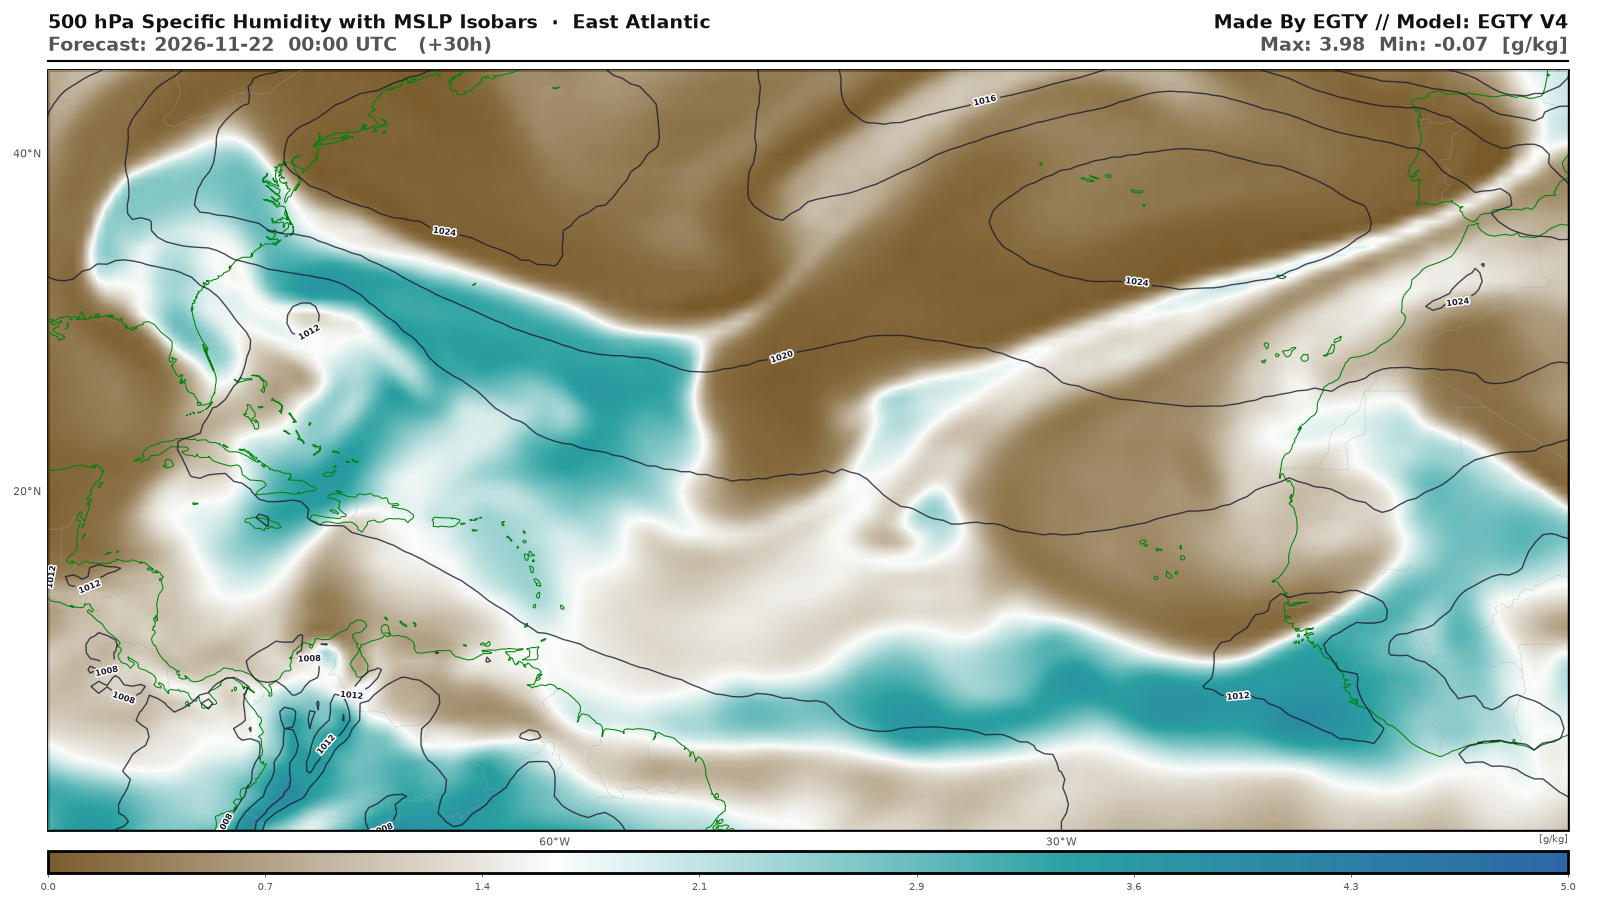 500 hPa Specific Humidity with MSLP Isobars · East Atlantic
Made By EGTY // Model: EGTY V4
Forecast: 2026-11-22 00:00 UTC (+30h)
Max: 3.98 Min: -0.07 [g/kg]
1016
40°N
1024
1024
1024
1012
1020
20°N
1012
1012
1008
1008
1008
1012
1012
1012
008
008
60°W
30°W
[g/kg]
0.0
0.7
1.4
2.1
2.9
3.6
4.3
5.0